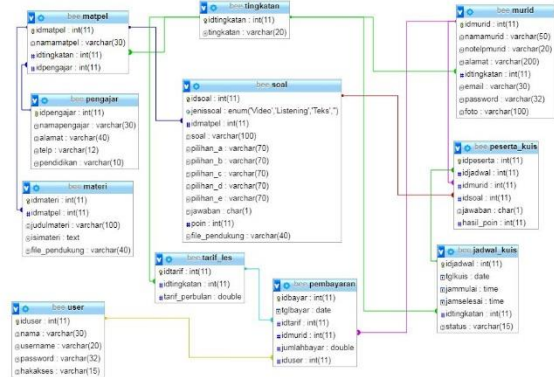 bee matpel
idmatpel : int(11)
namamatpel : varchar(30)
idtingkatan : int(11)
idpengajar : int(11)
bee tingkatan
idtingkatan : int(11)
tingkatan : varchar(20)
bee murid
idmurid : int(11)
namamurid : varchar(50)
notelpmurid : varchar(20)
alamat : varchar(200)
idtingkatan : int(11)
email : varchar(30)
password : varchar(32)
foto : varchar(100)
bee pengajar
idpengajar : int(11)
namapengajar : varchar(30)
alamat : varchar(40)
telp : varchar(12)
pendidikan : varchar(10)
bee soal
idsoal : int(11)
jenissoal : enum('Video','Listening','Teks','')
idmatpel : int(11)
soal : varchar(100)
pilihan_a : varchar(70)
pilihan_b : varchar(70)
pilihan_c : varchar(70)
pilihan_d : varchar(70)
pilihan_e : varchar(70)
jawaban : char(1)
poin : int(11)
file_pendukung : varchar(40)
bee peserta_kuis
idpeserta : int(11)
idjadwal : int(11)
idmurid : int(11)
idsoal : int(11)
jawaban : char(1)
hasil_poin : int(11)
bee materi
idmateri : int(11)
idmatpel : int(11)
judulmateri : varchar(100)
isimateri : text
file_pendukung : varchar(40)
bee tarif_les
idtarif : int(11)
idtingkatan : int(11)
tarif_perbulan : double
bee jadwal_kuis
idjadwal : int(11)
tglkuis : date
jammulai : time
jamselesai : time
idtingkatan : int(11)
status : varchar(15)
bee pembayaran
idbayar : int(11)
tglbayar : date
idtarif : int(11)
idmurid : int(11)
jumlahbayar : double
iduser : int(11)
bee user
iduser : int(11)
nama : varchar(30)
username : varchar(20)
password : varchar(32)
hakakses : varchar(15)